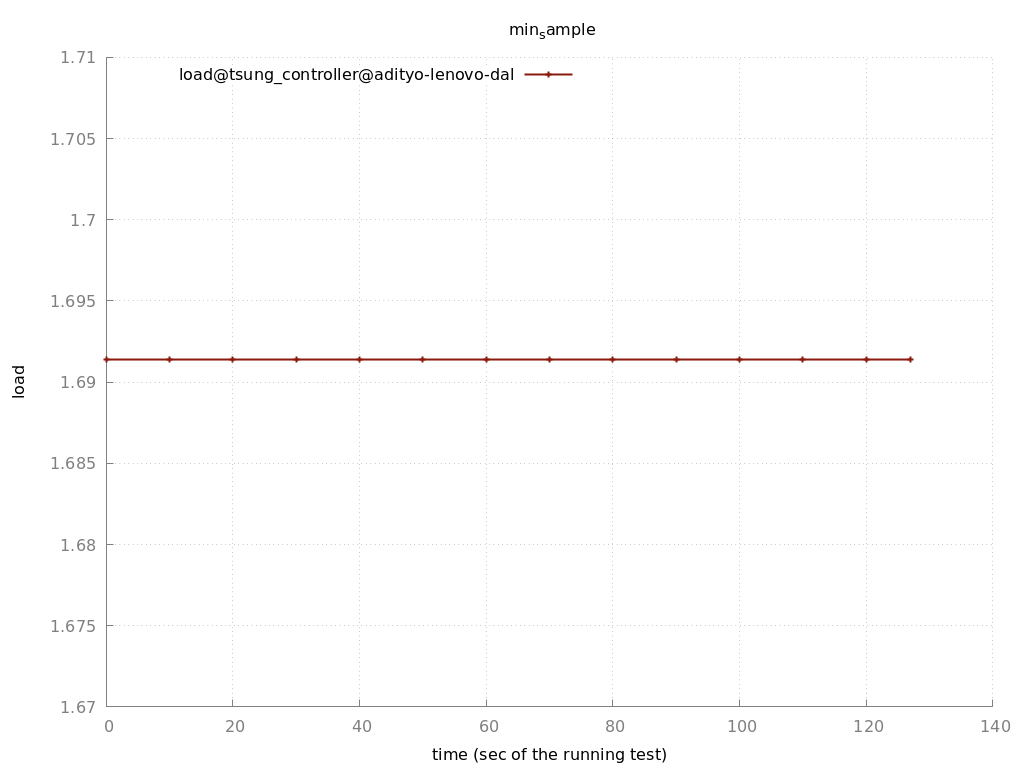 min_sample
1.71
load@tsung_controller@adityo-lenovo-dal
1.705
1.7
1.695
1.69
load
1.685
1.68
1.675
1.67
0 20 40 60 80 100 120 140
time (sec of the running test)